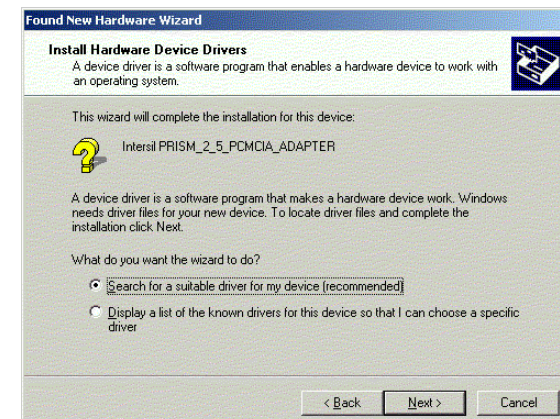 Found New Hardware Wizard
Install Hardware Device Drivers
A device driver is a software program that enables a hardware device to work with
an operating system.
This wizard will complete the installation for this device:
Intersil PRISM_2_5_PCMCIA_ADAPTER
A device driver is a software program that makes a hardware device work. Windows
needs driver files for your new device. To locate driver files and complete the
installation click Next.
What do you want the wizard to do?
Search for a suitable driver for my device (recommended)
Display a list of the known drivers for this device so that I can choose a specific
driver
< Back Next > Cancel